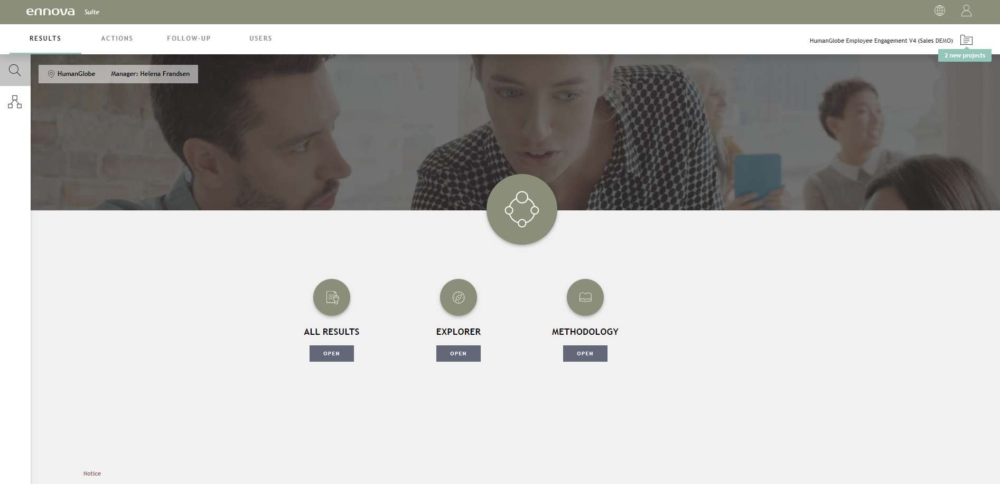 ennova Suite
RESULTS ACTIONS FOLLOW-UP USERS
HumanGlobe Employee Engagement V4 (Sales DEMO)
2 new projects
HumanGlobe Manager: Helena Frandsen
ALL RESULTS EXPLORER METHODOLOGY
OPEN OPEN OPEN
Notice